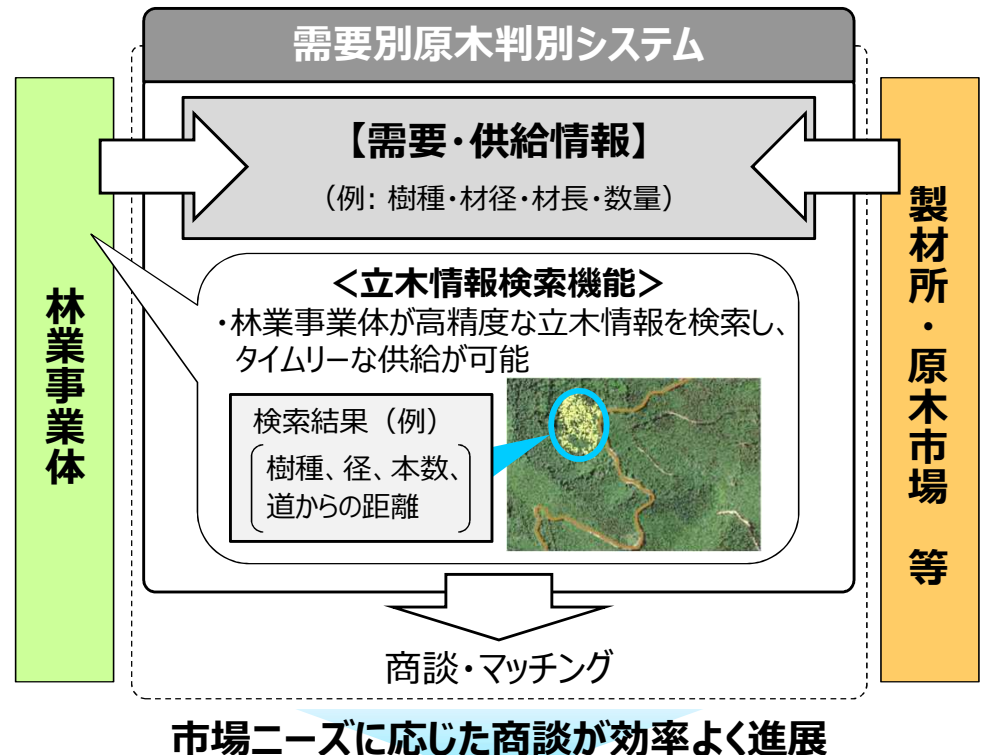 需要別原木判別システム
【需要・供給情報】
（例: 樹種・材径・材長・数量）
林業事業体
製材所・原木市場　等
＜立木情報検索機能＞
・林業事業体が高精度な立木情報を検索し、
タイムリーな供給が可能
検索結果（例）
樹種、径、本数、
道からの距離
商談・マッチング
市場ニーズに応じた商談が効率よく進展